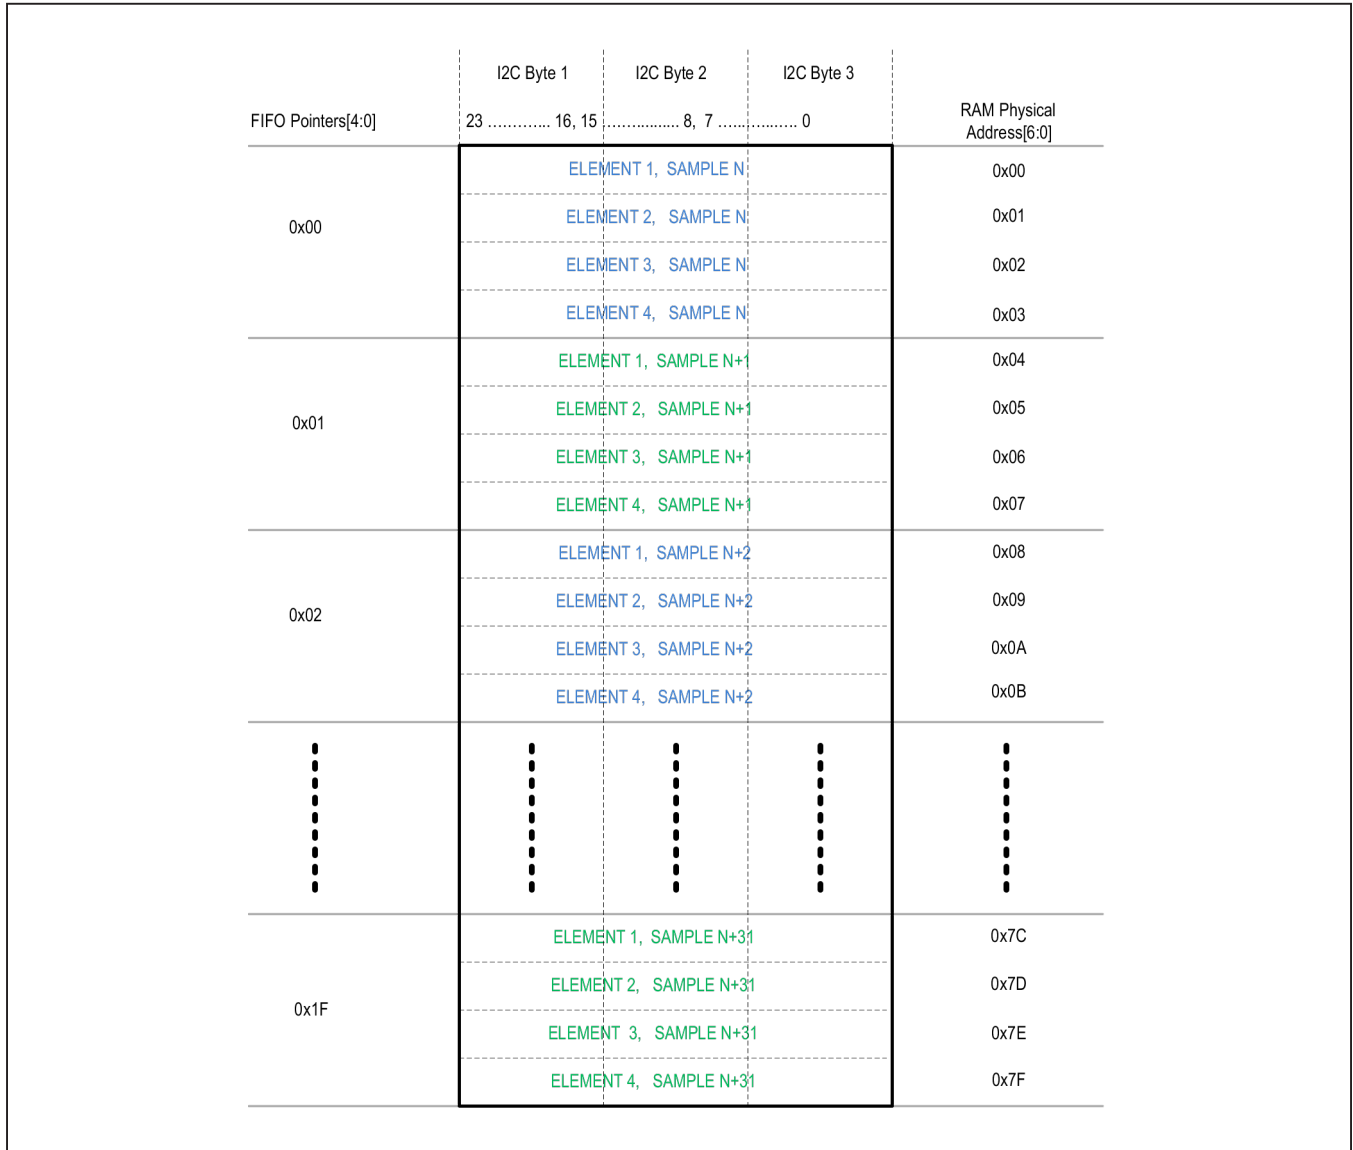 I2C Byte 1 I2C Byte 2 I2C Byte 3
FIFO Pointers[4:0] 23 ………… 16, 15 ………………… 8, 7 ………………… 0 RAM Physical
Address[6:0]
ELEMENT 1, SAMPLE N 0x00
0x00 ELEMENT 2, SAMPLE N 0x01
ELEMENT 3, SAMPLE N 0x02
ELEMENT 4, SAMPLE N 0x03
ELEMENT 1, SAMPLE N+1 0x04
0x01 ELEMENT 2, SAMPLE N+1 0x05
ELEMENT 3, SAMPLE N+1 0x06
ELEMENT 4, SAMPLE N+1 0x07
ELEMENT 1, SAMPLE N+2 0x08
0x02 ELEMENT 2, SAMPLE N+2 0x09
ELEMENT 3, SAMPLE N+2 0x0A
ELEMENT 4, SAMPLE N+2 0x0B
ELEMENT 1, SAMPLE N+31 0x7C
0x1F ELEMENT 2, SAMPLE N+31 0x7D
ELEMENT 3, SAMPLE N+31 0x7E
ELEMENT 4, SAMPLE N+31 0x7F